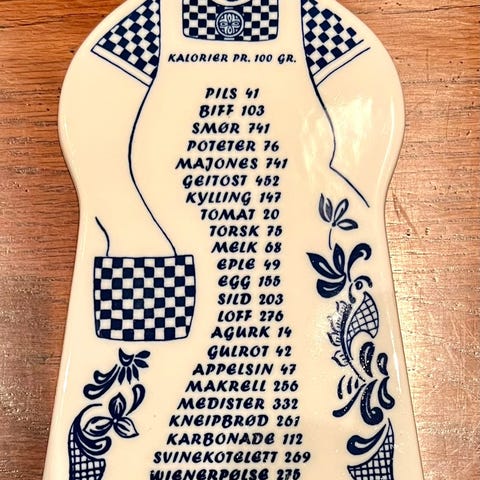 KALORIER PR. 100 GR.
PILS 41
BIFF 103
SMØR 741
POTETER 76
MAJONES 741
GEITOST 452
KYLLING 147
TOMAT 20
TORSK 75
MELK 68
EPLE 49
EGG 155
SILD 203
LOFF 276
AGURK 14
GULROT 42
APPELSIN 47
MAKRELL 256
MEDISTER 332
KNEIPBRØD 261
KARBONADE 112
SVINEKOTELETT 269
WIENERPØLSE 275